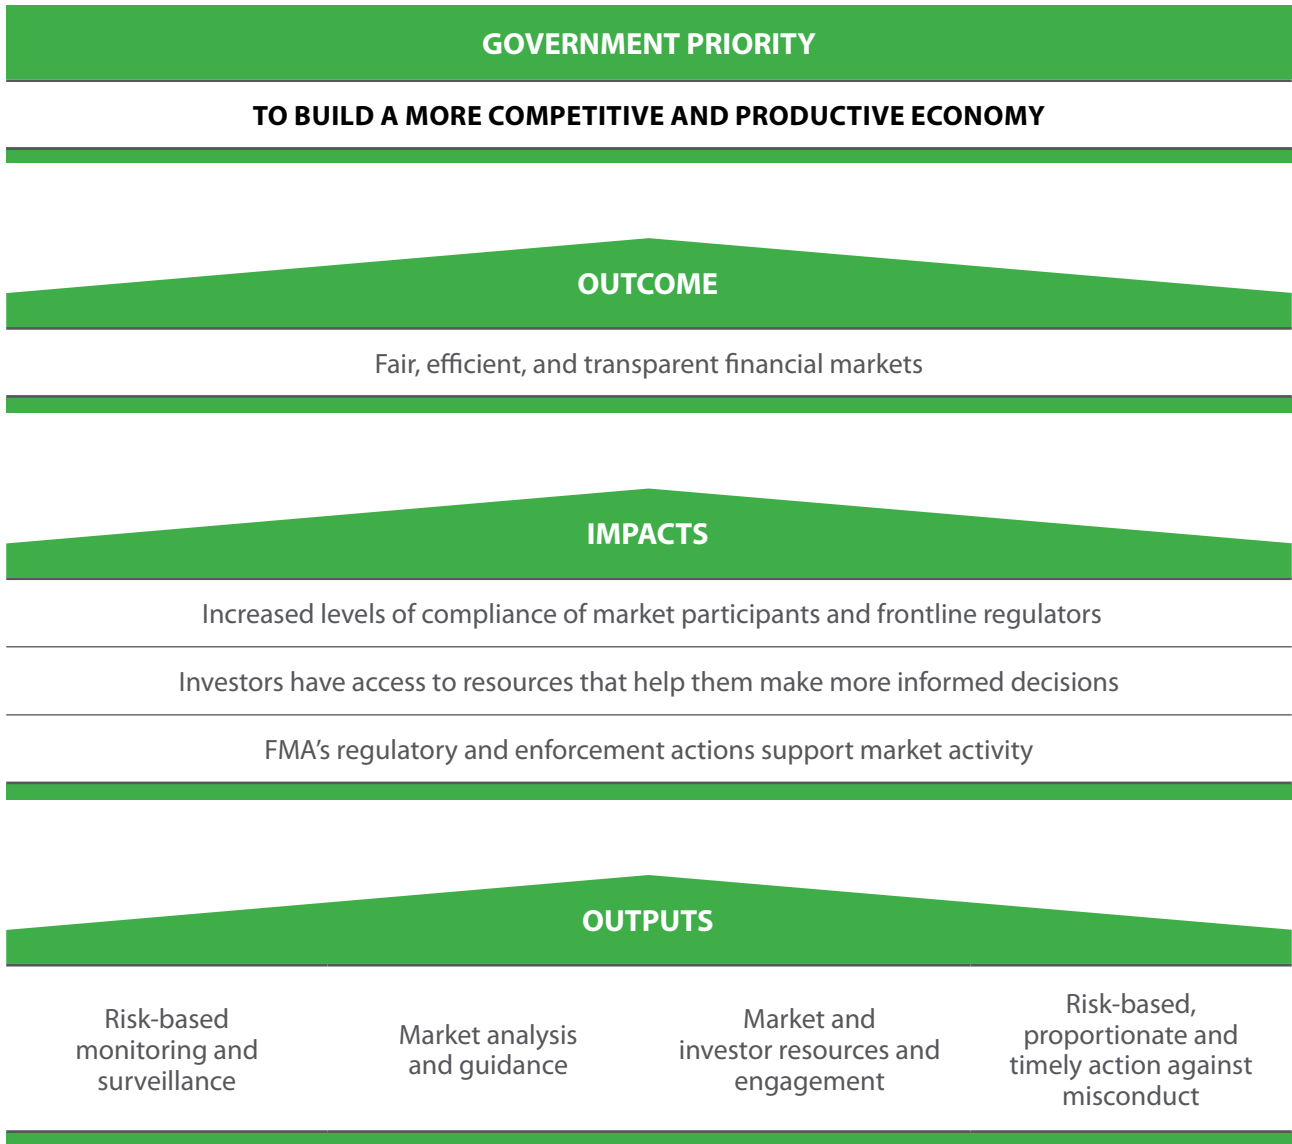 GOVERNMENT PRIORITY
TO BUILD A MORE COMPETITIVE AND PRODUCTIVE ECONOMY
OUTCOME
Fair, efficient, and transparent financial markets
IMPACTS
Increased levels of compliance of market participants and frontline regulators
Investors have access to resources that help them make more informed decisions
FMA’s regulatory and enforcement actions support market activity
OUTPUTS
Risk-based
monitoring and
surveillance
Market analysis
and guidance
Market and
investor resources and
engagement
Risk-based,
proportionate and
timely action against
misconduct